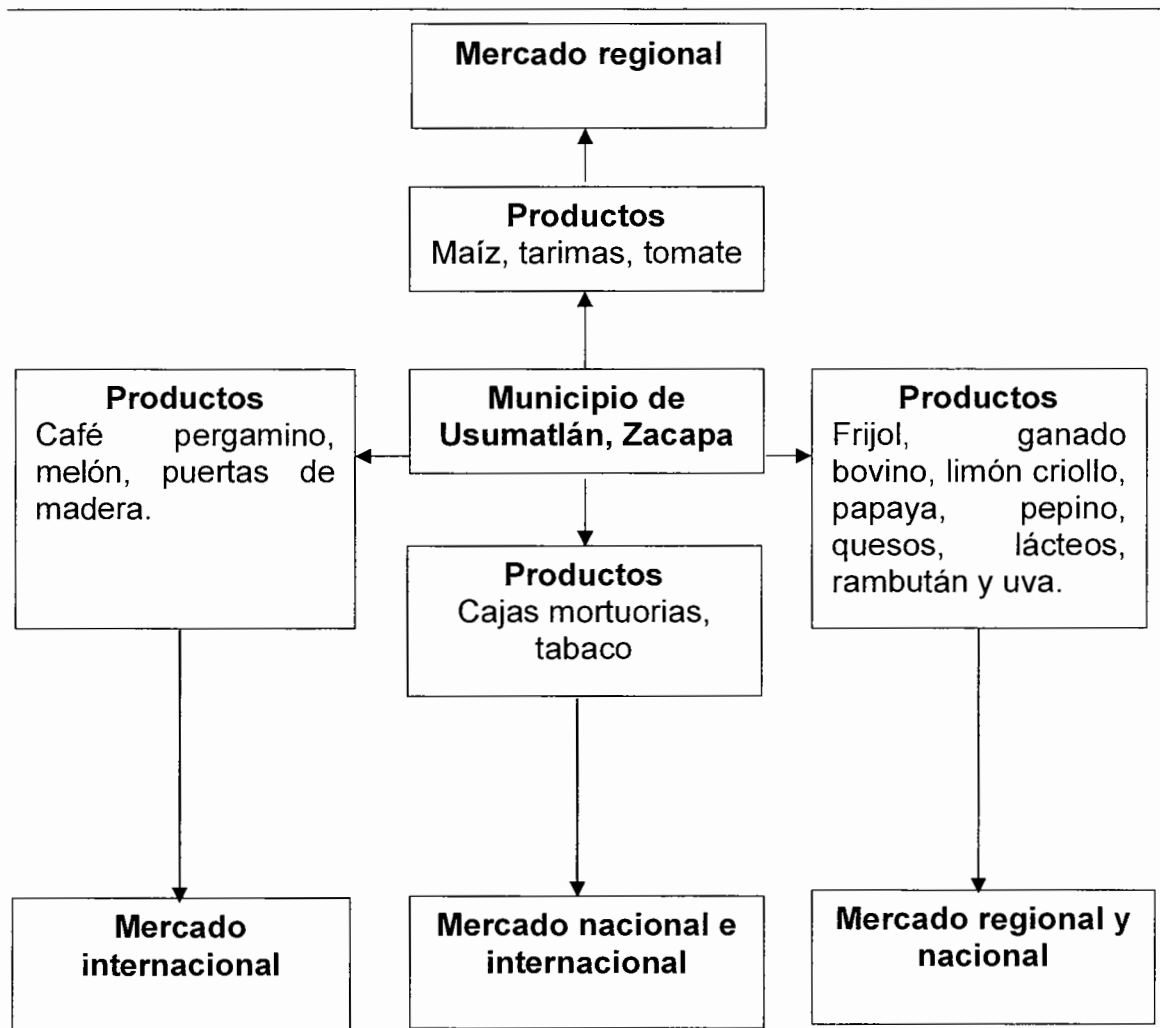 Mercado regional
Productos
Maíz, tarimas, tomate
Productos
Café pergamino,
melón, puertas de
madera.
Municipio de
Usumatlán, Zacapa
Productos
Frijol, ganado
bovino, limón criollo,
papaya, pepino,
quesos, lácteos,
rambután y uva.
Productos
Cajas mortuorias,
tabaco
Mercado
internacional
Mercado nacional e
internacional
Mercado regional y
nacional